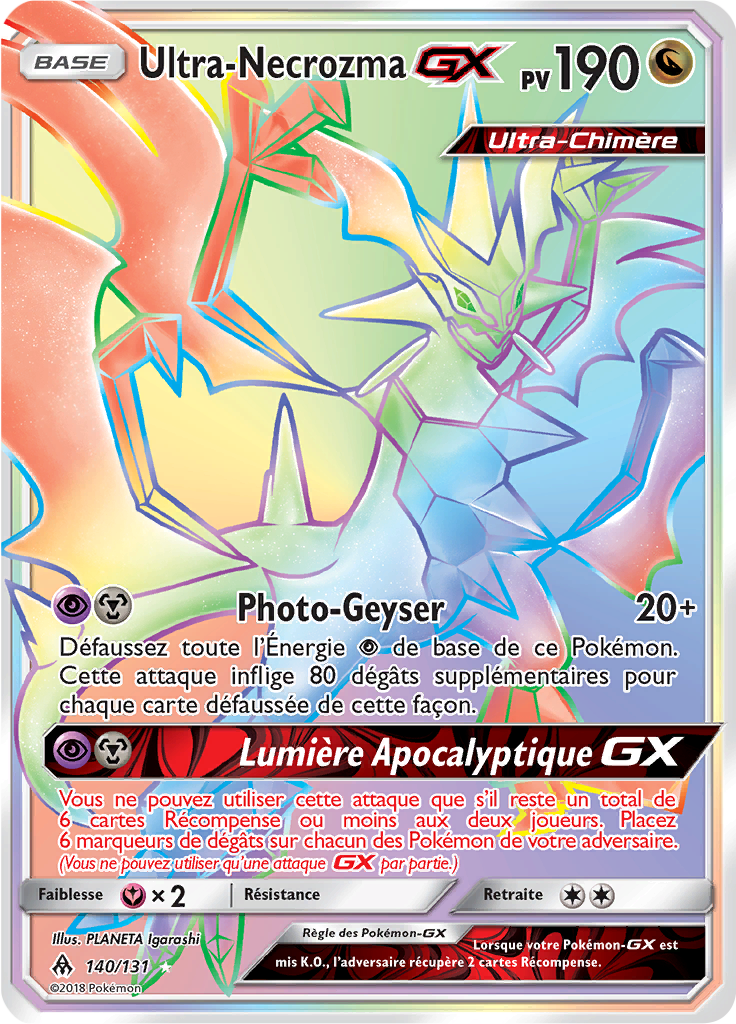 BASE Ultra-Necrozma GX PV 190
Ultra-Chimère
Photo-Geyser 20+
Défaussez toute l'Énergie de base de ce Pokémon.
Cette attaque inflige 80 dégâts supplémentaires pour
chaque carte défaussée de cette façon.
Lumière Apocalyptique GX
Vous ne pouvez utiliser cette attaque que s'il reste un total de
6 cartes Récompense ou moins aux deux joueurs. Placez
6 marqueurs de dégâts sur chacun des Pokémon de votre adversaire.
(Vous ne pouvez utiliser qu'une attaque GX par partie.)
Faiblesse ×2 Résistance Retraite
Illus. PLANETA Igarashi
Règle des Pokémon-GX
Lorsque votre Pokémon-GX est
mis K.O., l'adversaire récupère 2 cartes Récompense.
140/131
©2018 Pokémon